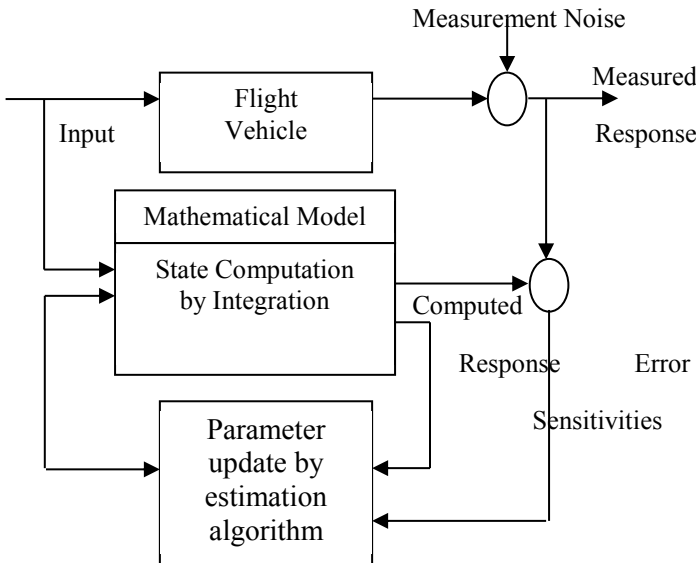 Measurement Noise
Flight
Vehicle
Measured
Response
Input
Mathematical Model
State Computation
by Integration
Computed
Response
Error
Sensitivities
Parameter
update by
estimation
algorithm